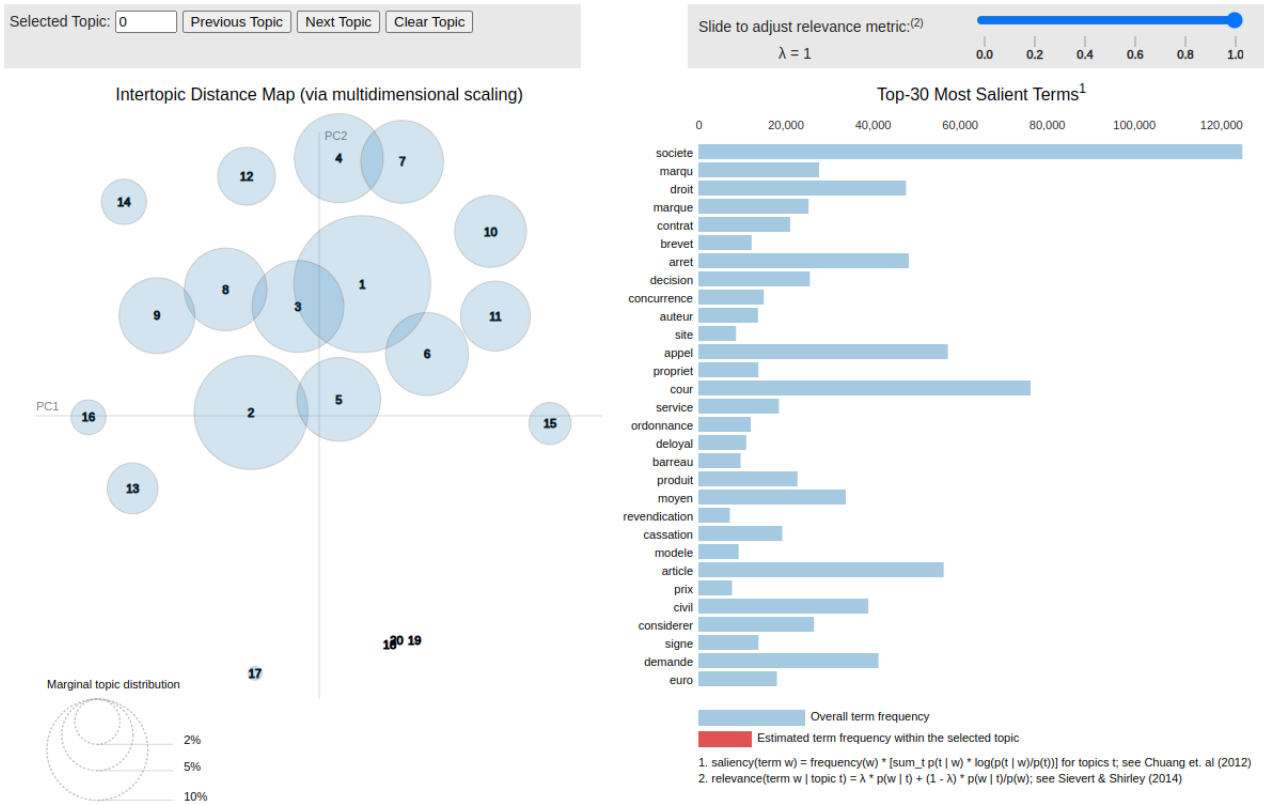 Selected Topic: 0 Previous Topic Next Topic Clear Topic
Slide to adjust relevance metric:(2)
λ = 1
0.0 0.2 0.4 0.6 0.8 1.0
Intertopic Distance Map (via multidimensional scaling)
PC2
4
7
12
14
10
1
8
3
9
11
6
5
2
PC1
16
15
13
18
20
19
17
Marginal topic distribution
2%
5%
10%
Top-30 Most Salient Terms1
0 20,000 40,000 60,000 80,000 100,000 120,000
societe
marqu
droit
marque
contrat
brevet
arret
decision
concurrence
auteur
site
appel
propriet
cour
service
ordonnance
deloyal
barreau
produit
moyen
revendication
cassation
modele
article
prix
civil
considerer
signe
demande
euro
Overall term frequency
Estimated term frequency within the selected topic
1. saliency(term w) = frequency(w) * [sum_t p(t | w) * log(p(t | w)/p(t))] for topics t; see Chuang et. al (2012)
2. relevance(term w | topic t) = λ * p(w | t) + (1 - λ) * p(w | t)/p(w); see Sievert & Shirley (2014)